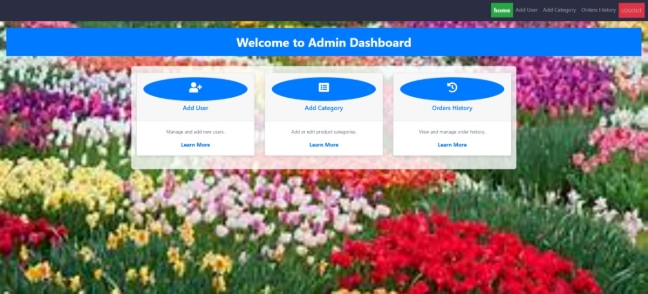 home Add User Add Category Orders History LOGOUT
Welcome to Admin Dashboard
Add User Add Category Orders History
Manage and add new users. Add or edit product categories. View and manage order history.
Learn More Learn More Learn More